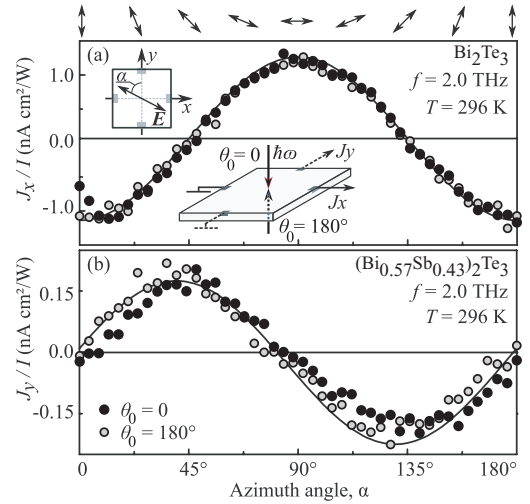 (a)
Bi₂Te₃
f = 2.0 THz
T = 296 K
y
α
x
E
Jₓ / I (nA cm²/W)
1.0
0.0
-1.0
θ₀ = 0
ħω
Jy
Jx
θ₀ = 180°
(b)
(Bi₀.₅₇Sb₀.₄₃)₂Te₃
f = 2.0 THz
T = 296 K
Jy / I (nA cm²/W)
0.15
0.0
-0.15
θ₀ = 0
θ₀ = 180°
0 45° 90° 135° 180°
Azimuth angle, α